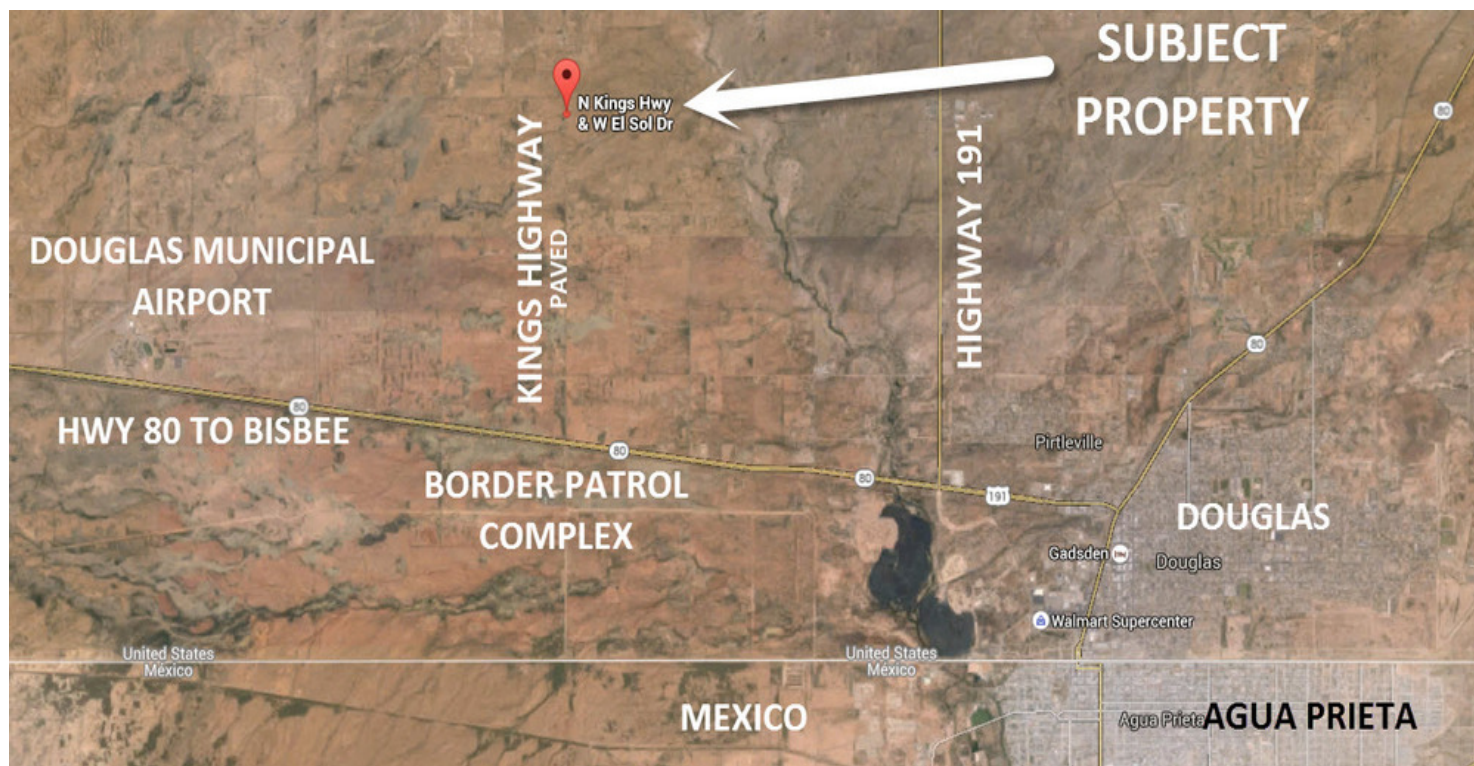 SUBJECT
PROPERTY
N Kings Hwy
& W El Sol Dr
80
KINGS HIGHWAY
PAVED
HIGHWAY 191
DOUGLAS MUNICIPAL
AIRPORT
80
80
HWY 80 TO BISBEE
80
Pirtleville
BORDER PATROL
COMPLEX
80
191
DOUGLAS
Gadsden
Douglas
Walmart Supercenter
United States
México
United States
México
MEXICO
Agua Prieta
AGUA PRIETA